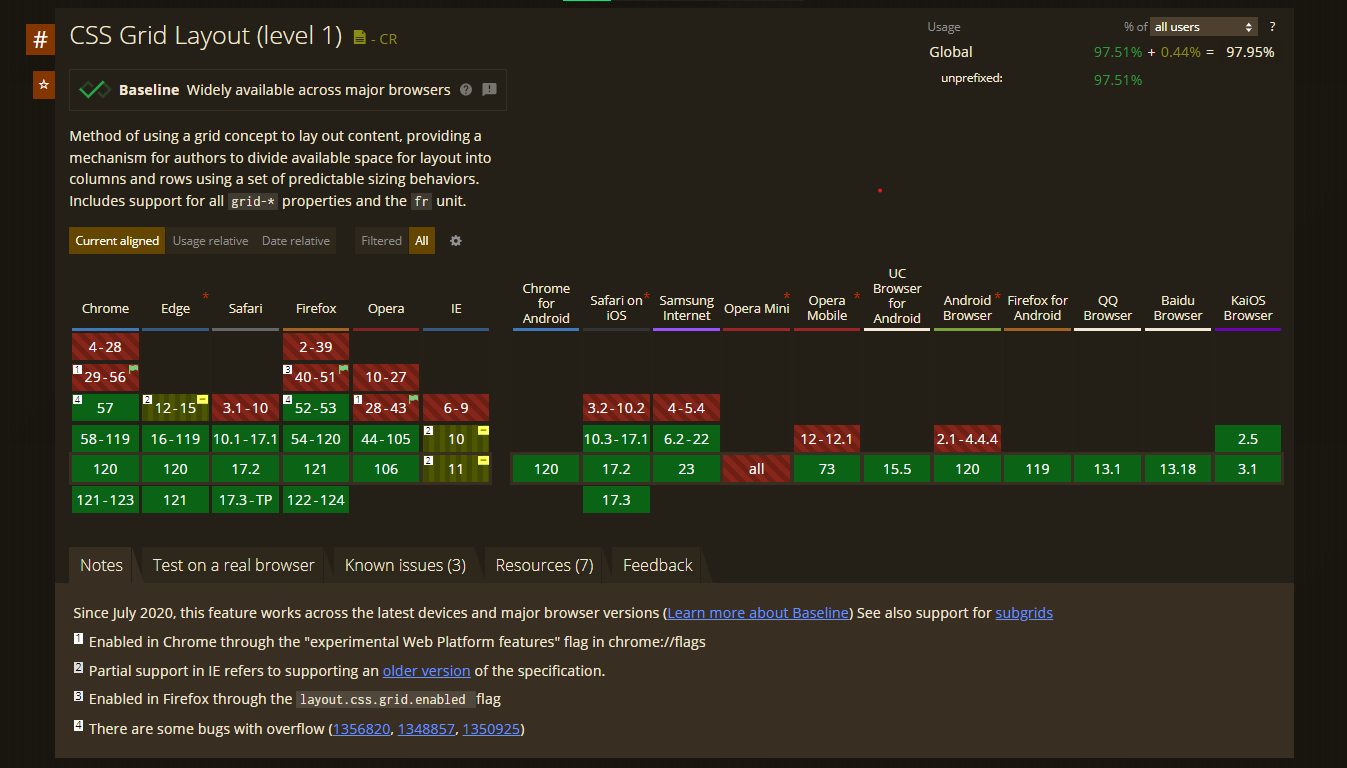 #
CSS Grid Layout (level 1) - CR
☆
Usage % of all users ?
Global 97.51% + 0.44% = 97.95%
unprefixed: 97.51%
Baseline Widely available across major browsers ?
Method of using a grid concept to lay out content, providing a
mechanism for authors to divide available space for layout into
columns and rows using a set of predictable sizing behaviors.
Includes support for all grid-* properties and the fr unit.
Current aligned Usage relative Date relative Filtered All
Chrome Edge * Safari Firefox Opera IE Chrome for Android Safari on iOS * Samsung Internet Opera Mini * Opera Mobile * UC Browser for Android Android Browser * Firefox for Android QQ Browser Baidu Browser KaiOS Browser
4-28 2-39
1 29-56 3 40-51 10-27
4 57 2 12-15 3.1-10 4 52-53 1 28-43 6-9 3.2-10.2 4-5.4
58-119 16-119 10.1-17.1 54-120 44-105 2 10 10.3-17.1 6.2-22 12-12.1 2.1-4.4.4 2.5
120 120 17.2 121 106 2 11 120 17.2 23 all 73 15.5 120 119 13.1 13.18 3.1
121-123 121 17.3-TP 122-124 17.3
Notes Test on a real browser Known issues (3) Resources (7) Feedback
Since July 2020, this feature works across the latest devices and major browser versions (Learn more about Baseline) See also support for subgrids
1 Enabled in Chrome through the "experimental Web Platform features" flag in chrome://flags
2 Partial support in IE refers to supporting an older version of the specification.
3 Enabled in Firefox through the layout.css.grid.enabled flag
4 There are some bugs with overflow (1356820, 1348857, 1350925)